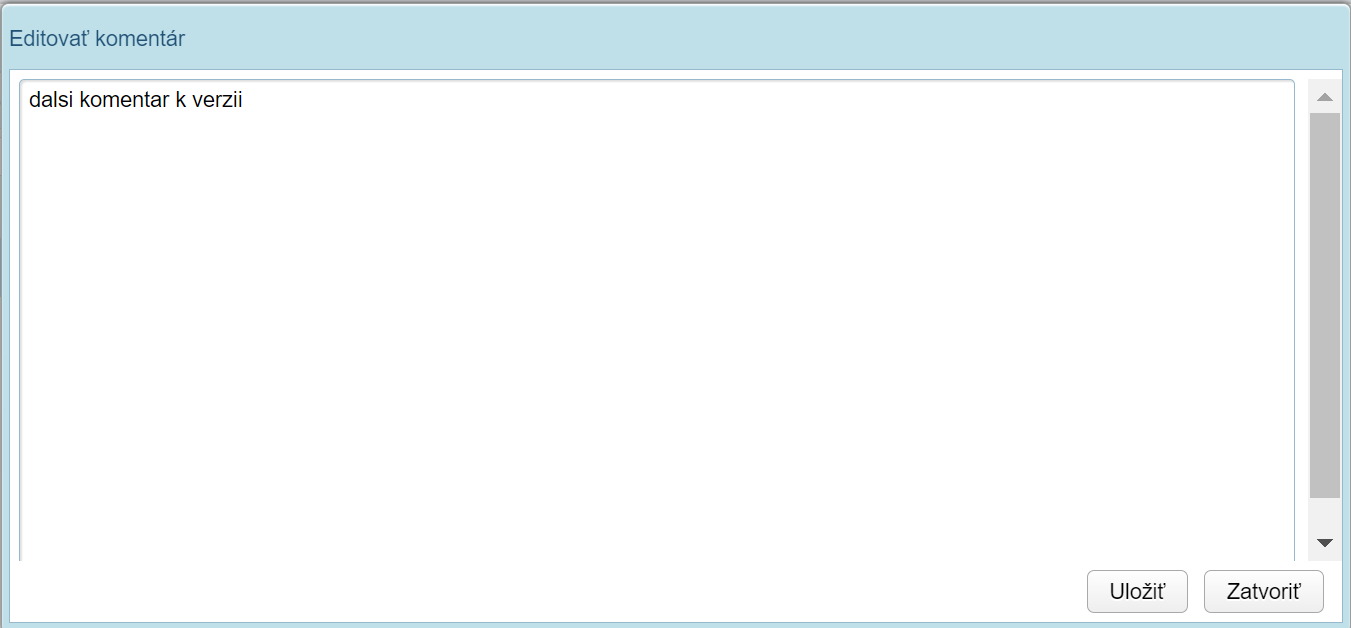 Editovať komentár
dalsi komentar k verzii
Uložiť
Zatvoriť